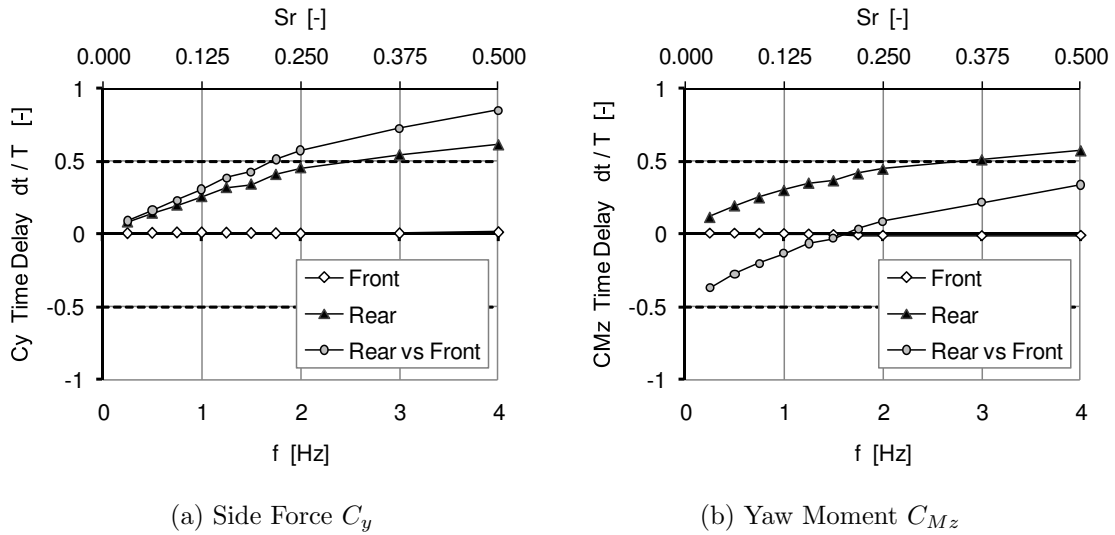 Sr [-]
0.000 0.125 0.250 0.375 0.500
1
0.5
0
-0.5
-1
Cy Time Delay dt / T [-]
Front
Rear
Rear vs Front
0 1 2 3 4
f [Hz]
(a) Side Force Cy
Sr [-]
0.000 0.125 0.250 0.375 0.500
1
0.5
0
-0.5
-1
CMz Time Delay dt / T [-]
Front
Rear
Rear vs Front
0 1 2 3 4
f [Hz]
(b) Yaw Moment CMz